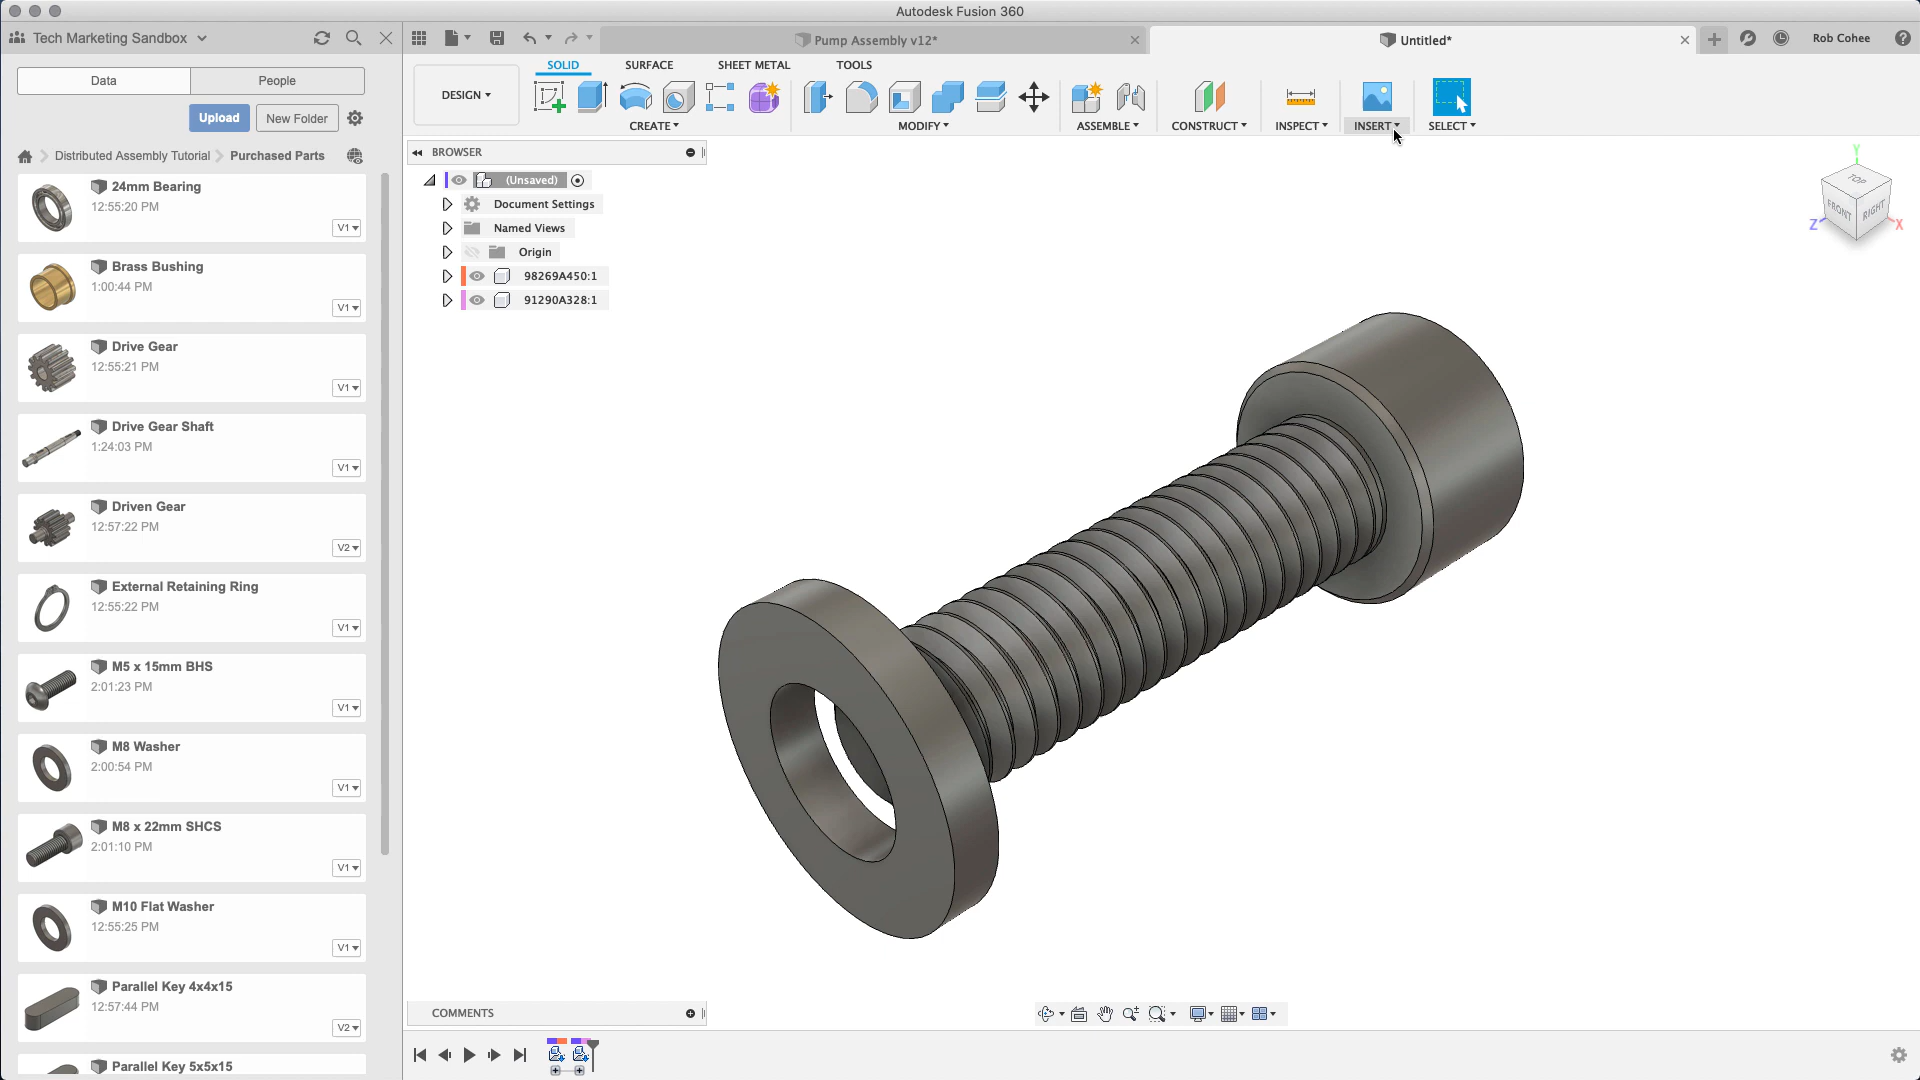 Autodesk Fusion 360
Tech Marketing Sandbox
Pump Assembly v12*
Untitled*
Rob Cohee
Data
People
Upload
New Folder
Distributed Assembly Tutorial
Purchased Parts
24mm Bearing
12:55:20 PM
V1
Brass Bushing
1:00:44 PM
V1
Drive Gear
12:55:21 PM
V1
Drive Gear Shaft
1:24:03 PM
V1
Driven Gear
12:57:22 PM
V2
External Retaining Ring
12:55:22 PM
V1
M5 x 15mm BHS
2:01:23 PM
V1
M8 Washer
2:00:54 PM
V1
M8 x 22mm SHCS
2:01:10 PM
V1
M10 Flat Washer
12:55:25 PM
V1
Parallel Key 4x4x15
12:57:44 PM
V2
Parallel Key 5x5x15
SOLID
SURFACE
SHEET METAL
TOOLS
DESIGN
CREATE
MODIFY
ASSEMBLE
CONSTRUCT
INSPECT
INSERT
SELECT
BROWSER
(Unsaved)
Document Settings
Named Views
Origin
98269A450:1
91290A328:1
Y
TOP
FRONT
RIGHT
Z
X
COMMENTS